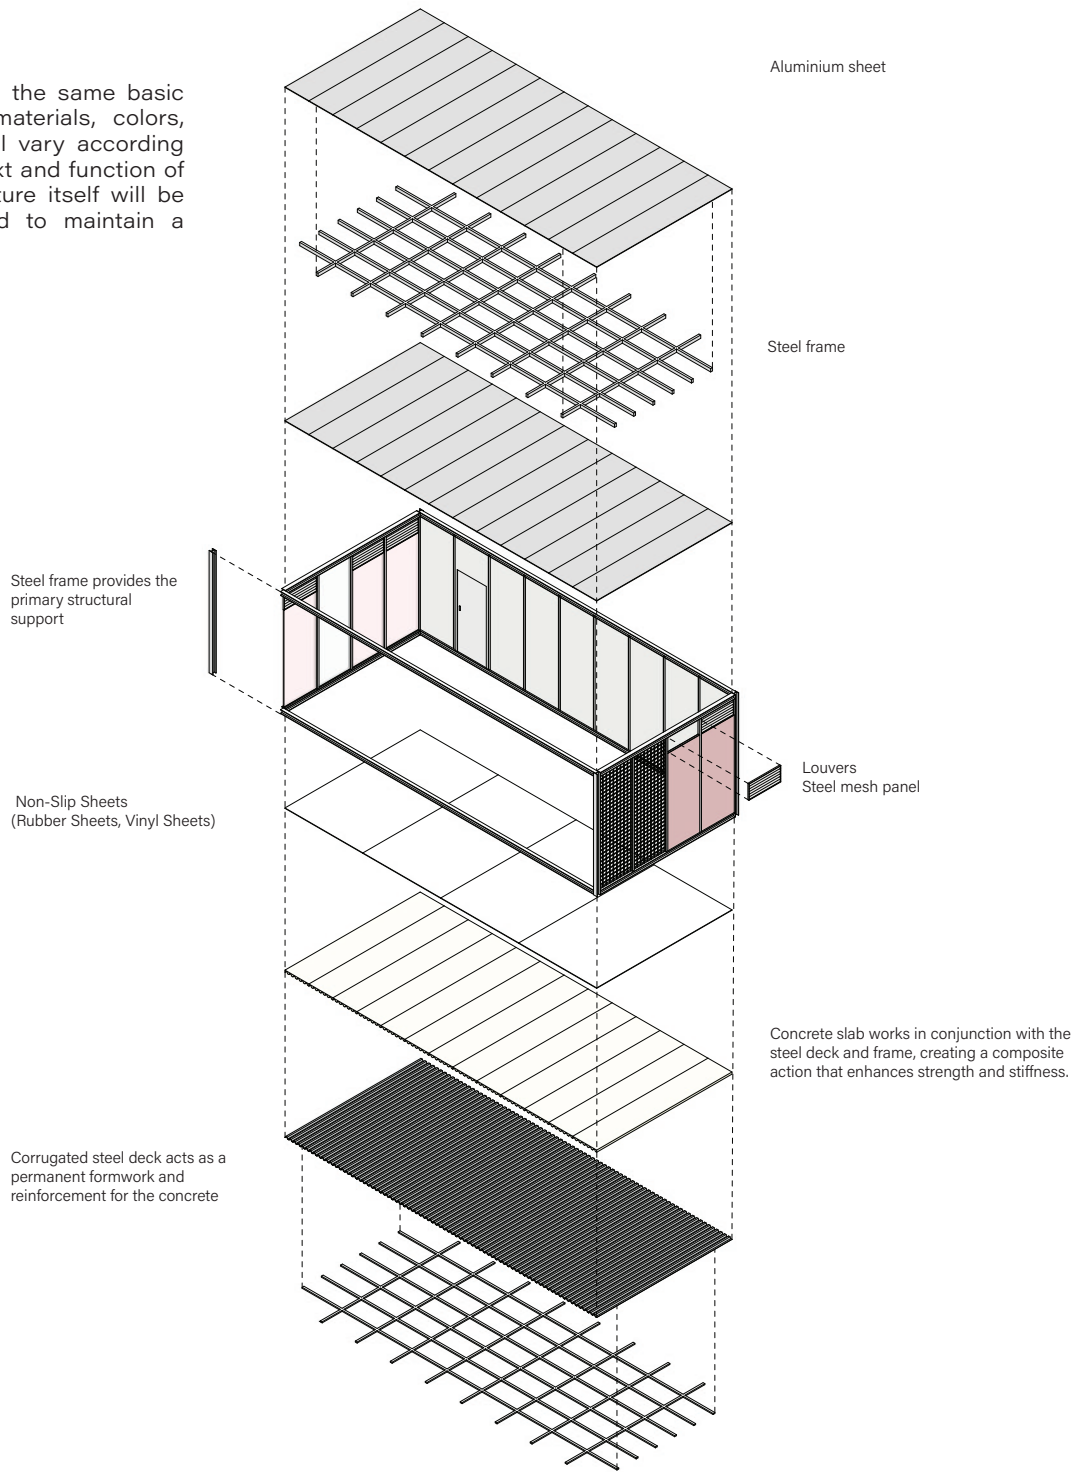 the same basic
materials, colors,
l vary according
xt and function of
ture itself will be
d to maintain a
Aluminium sheet
Steel frame
Steel frame provides the
primary structural
support
Louvers
Steel mesh panel
Non-Slip Sheets
(Rubber Sheets, Vinyl Sheets)
Concrete slab works in conjunction with the
steel deck and frame, creating a composite
action that enhances strength and stiffness.
Corrugated steel deck acts as a
permanent formwork and
reinforcement for the concrete